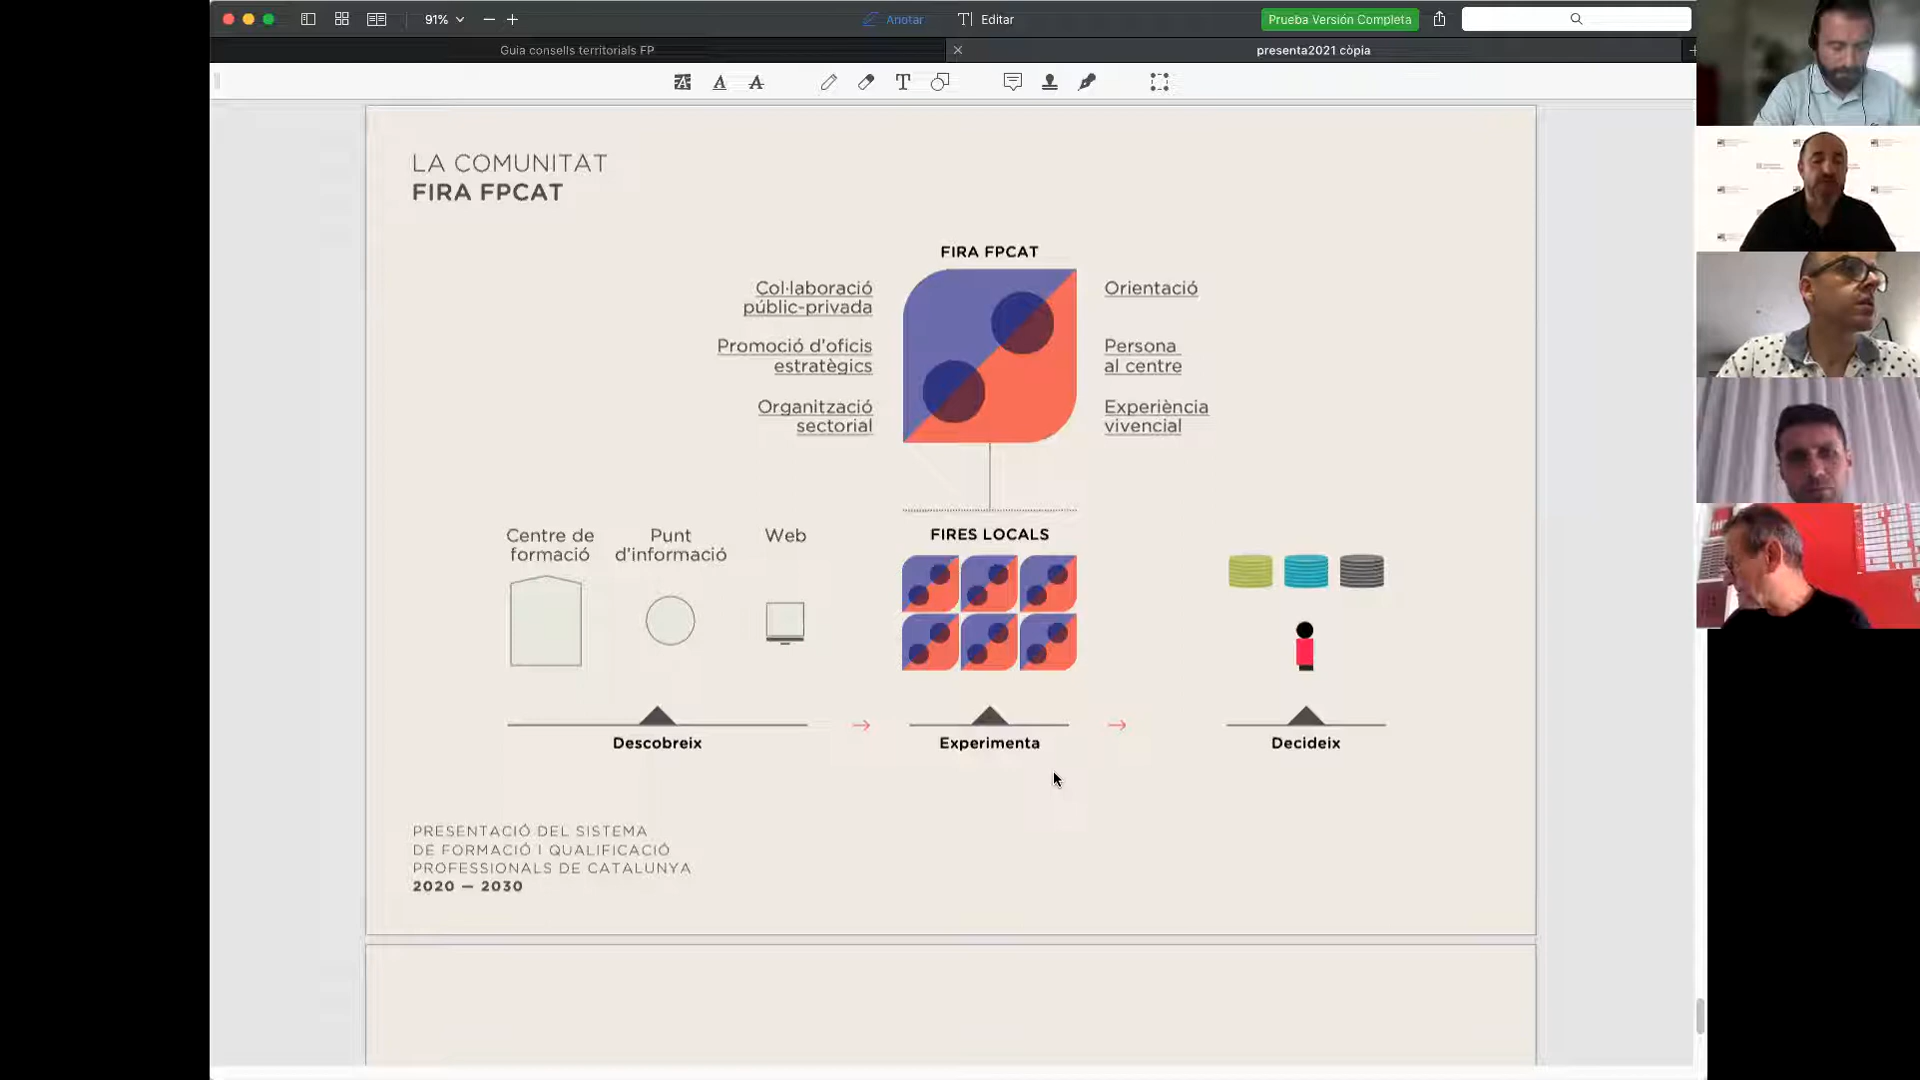 91%
Anotar
Editar
Prueba Versión Completa
Guia consells territorials FP
presenta2021 còpia
LA COMUNITAT
FIRA FPCAT
FIRA FPCAT
Col·laboració
públic-privada
Promoció d'oficis
estratègics
Organització
sectorial
Orientació
Persona
al centre
Experiència
vivencial
Centre de
formació
Punt
d'informació
Web
FIRES LOCALS
Descobreix
Experimenta
Decideix
PRESENTACIÓ DEL SISTEMA
DE FORMACIÓ I QUALIFICACIÓ
PROFESSIONALS DE CATALUNYA
2020 — 2030